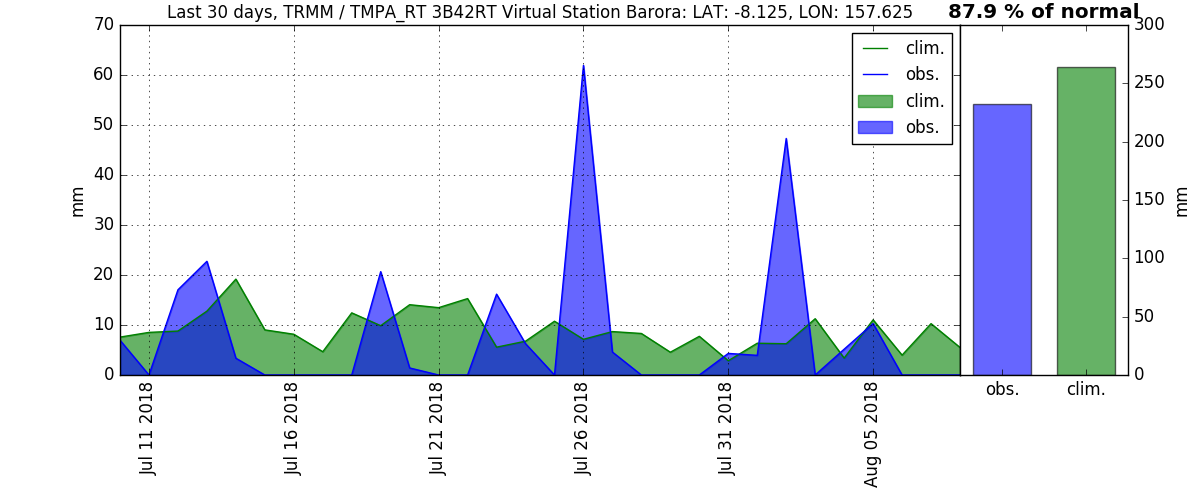 Last 30 days, TRMM / TMPA_RT 3B42RT Virtual Station Barora: LAT: -8.125, LON: 157.625
87.9 % of normal
70
60
50
40
30
20
10
0
mm
clim.
obs.
clim.
obs.
Jul 11 2018
Jul 16 2018
Jul 21 2018
Jul 26 2018
Jul 31 2018
Aug 05 2018
300
250
200
150
100
50
0
mm
obs.
clim.